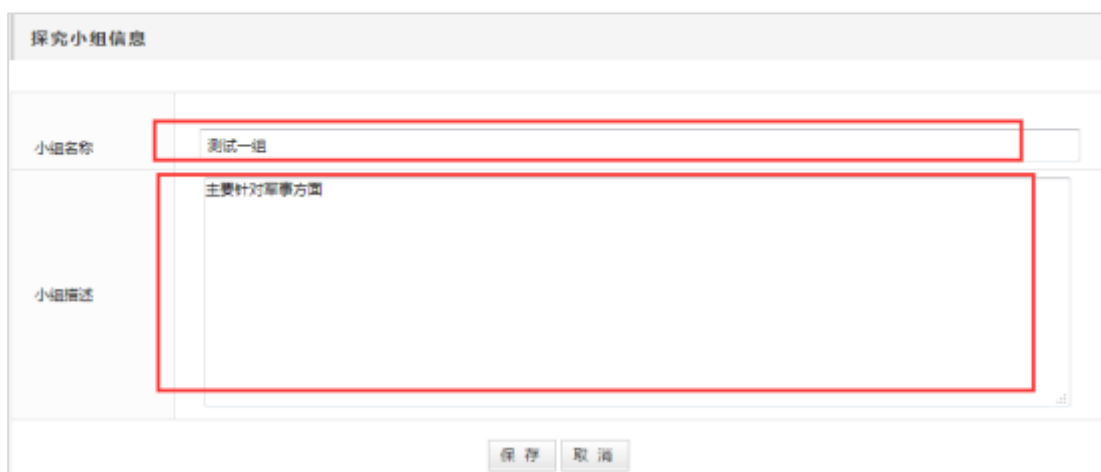 探究小组信息
小组名称
测试一组
主要针对军事方面
小组描述
保存 取消